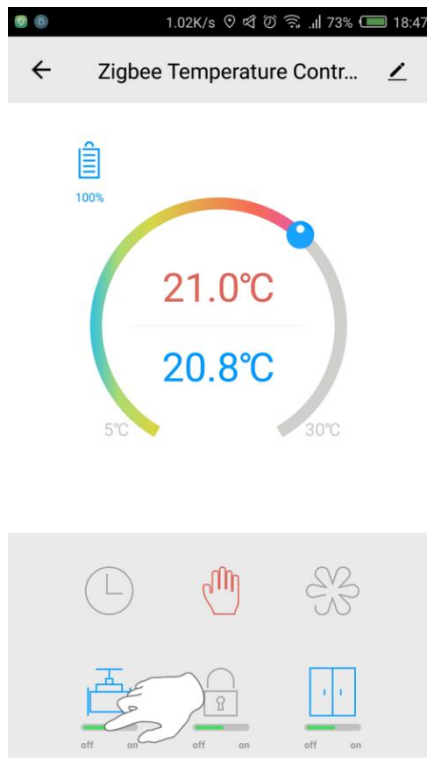 1.02K/s 73% 18:47
Zigbee Temperature Contr...
100%
21.0℃
20.8℃
5℃ 30℃
off on off on off on